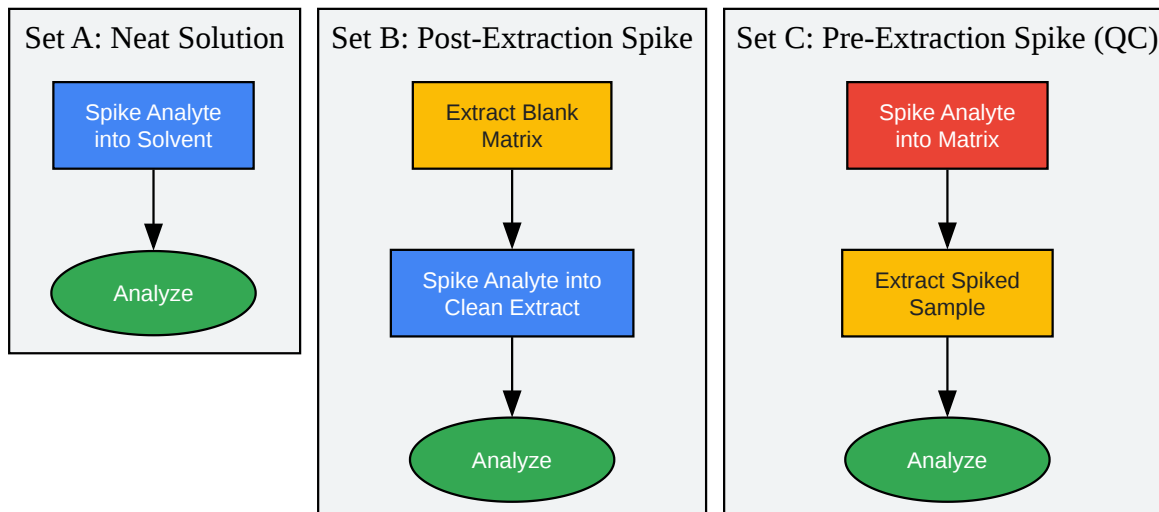 Set A: Neat Solution
Spike Analyte
into Solvent
Analyze
Set B: Post-Extraction Spike
Extract Blank
Matrix
Spike Analyte into
Clean Extract
Analyze
Set C: Pre-Extraction Spike (QC)
Spike Analyte
into Matrix
Extract Spiked
Sample
Analyze